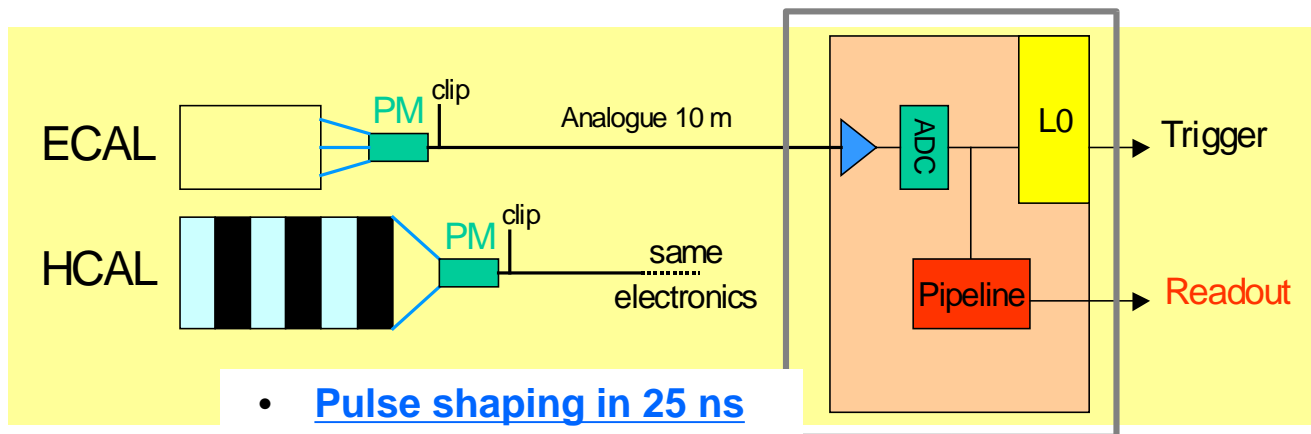 ECAL
PM
clip
Analogue 10 m
ADC
L0
Trigger
HCAL
PM
clip
same
electronics
Pipeline
Readout
• Pulse shaping in 25 ns